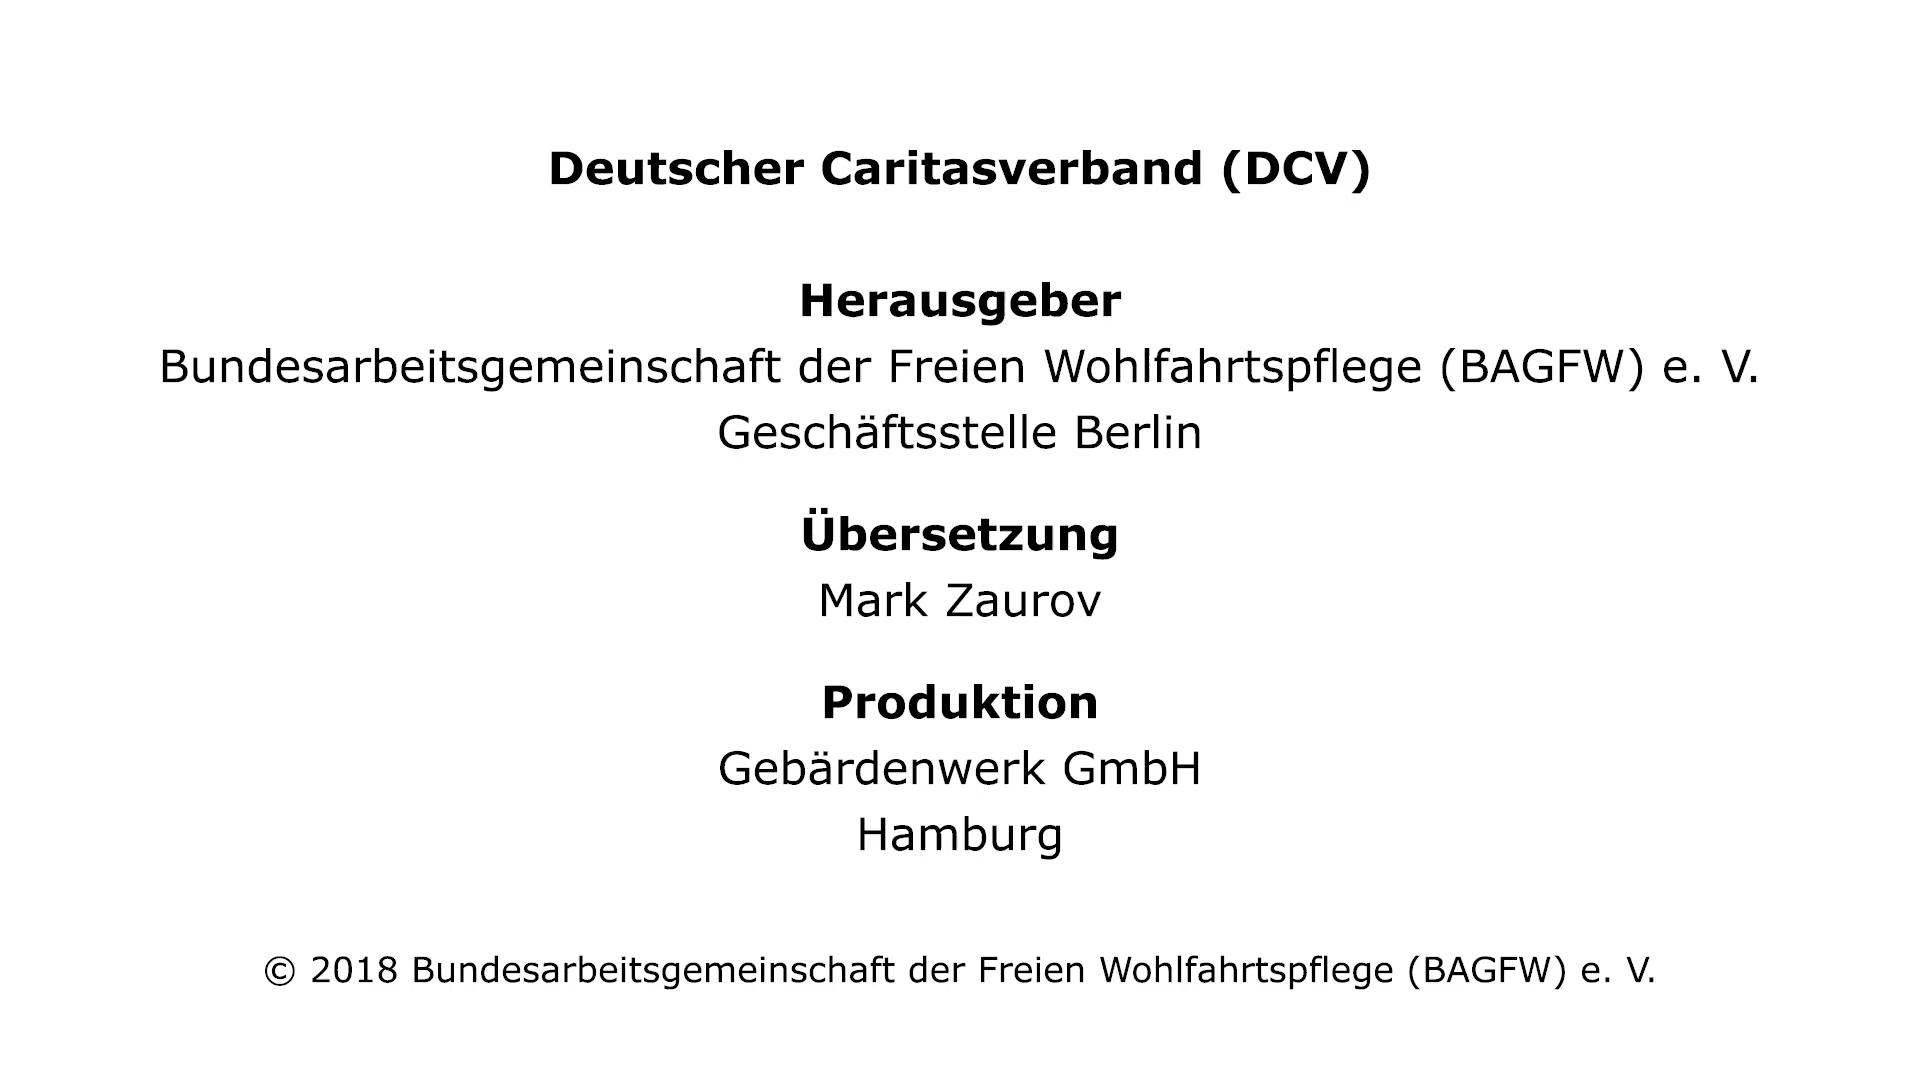 Deutscher Caritasverband (DCV)
Herausgeber
Bundesarbeitsgemeinschaft der Freien Wohlfahrtspflege (BAGFW) e. V.
Geschäftsstelle Berlin
Übersetzung
Mark Zaurov
Produktion
Gebärdenwerk GmbH
Hamburg
© 2018 Bundesarbeitsgemeinschaft der Freien Wohlfahrtspflege (BAGFW) e. V.